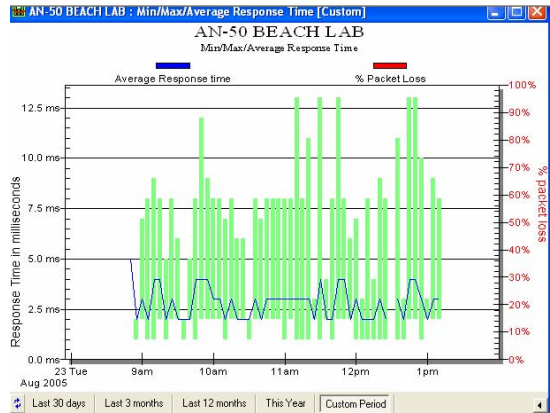 AN-50 BEACH LAB : Min/Max/Average Response Time [Custom]
AN-50 BEACH LAB
Min/Max/Average Response Time
Average Response time
% Packet Loss
100%
12.5 ms
90%
80%
10.0 ms
70%
7.5 ms
60%
50%
5.0 ms
40%
30%
2.5 ms
20%
10%
0.0 ms
0%
Response Time in milliseconds
% packet loss
23 Tue
9am
10am
11am
12pm
1pm
Aug 2005
Last 30 days
Last 3 months
Last 12 months
This Year
Custom Period